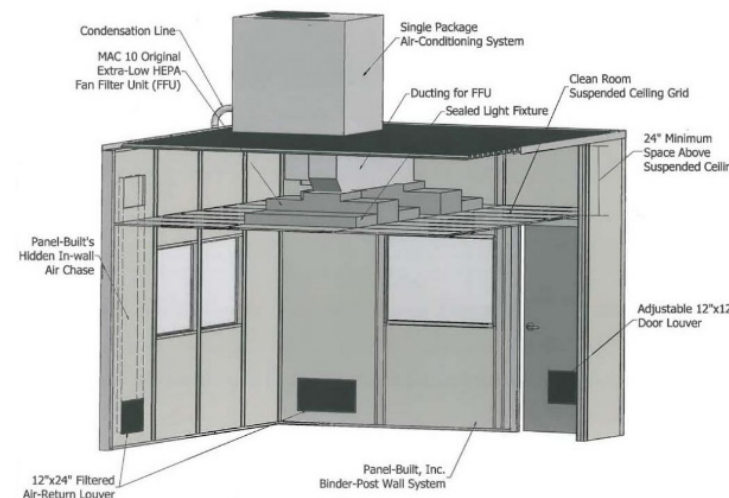 Condensation Line
MAC 10 Original
Extra-Low HEPA
Fan Filter Unit (FFU)
Single Package
Air-Conditioning System
Ducting for FFU
Sealed Light Fixture
Clean Room
Suspended Ceiling Grid
24" Minimum
Space Above
Suspended Ceilin
Panel-Built's
Hidden In-wall
Air Chase
Adjustable 12"x12
Door Louver
12"x24" Filtered
Air-Return Louver
Panel-Built, Inc.
Binder-Post Wall System